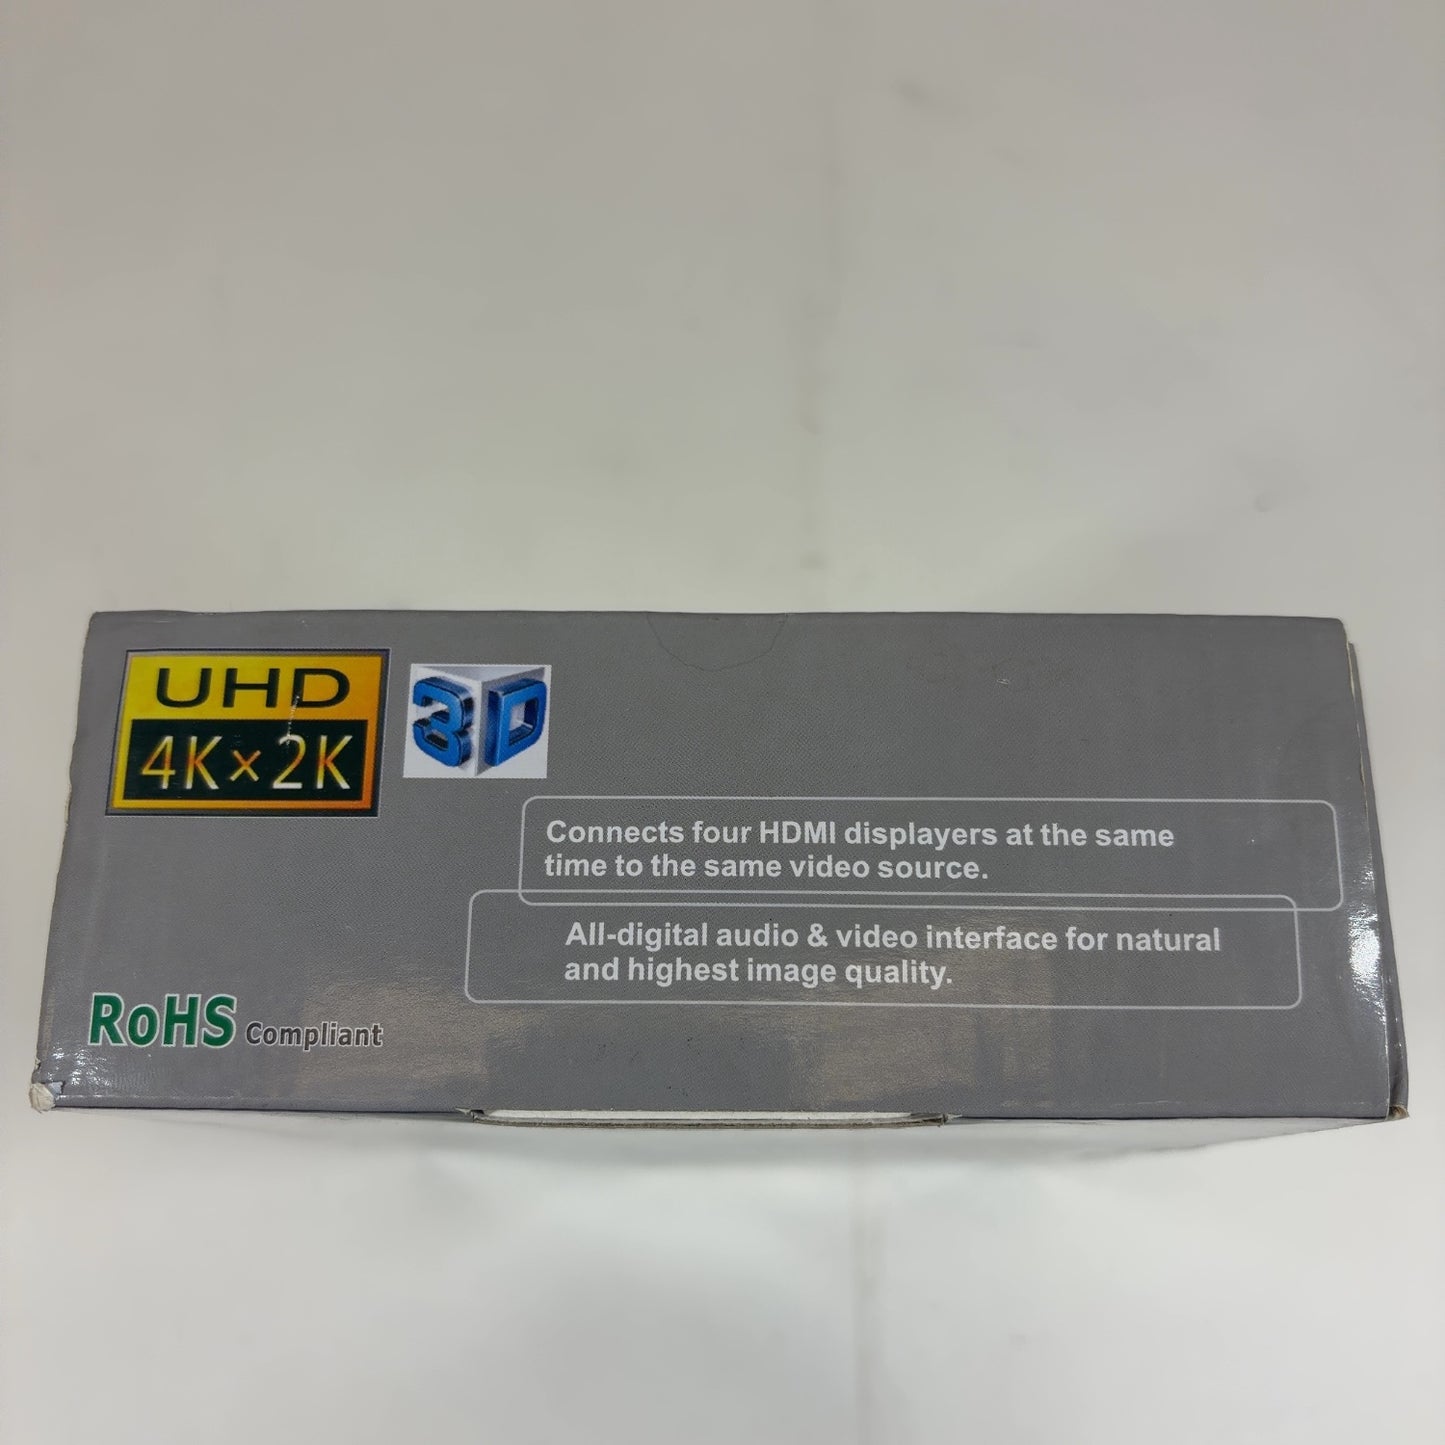 UHD
4K×2K
3D
Connects four HDMI displayers at the same
time to the same video source.
All-digital audio & video interface for natural
and highest image quality.
RoHS Compliant